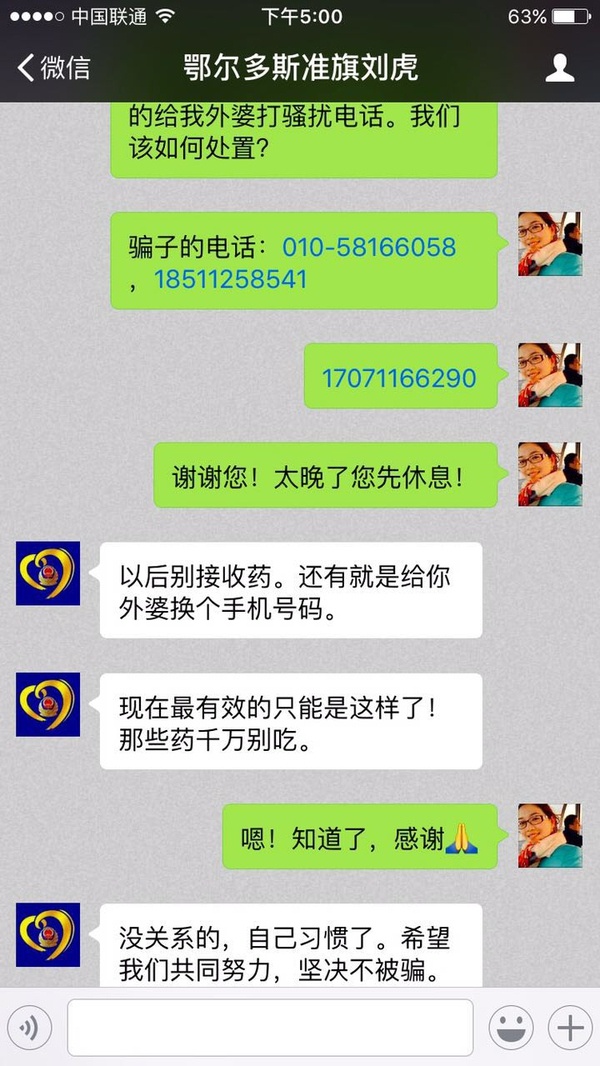 中国联通
下午5:00
63%
微信
鄂尔多斯准旗刘虎
的给我外婆打骚扰电话。我们
该如何处置？
骗子的电话：010-58166058
，18511258541
17071166290
谢谢您！太晚了您先休息！
以后别接收药。还有就是给你
外婆换个手机号码。
现在最有效的只能是这样了！
那些药千万别吃。
嗯！知道了，感谢🙏
没关系的，自己习惯了。希望
我们共同努力，坚决不被骗。